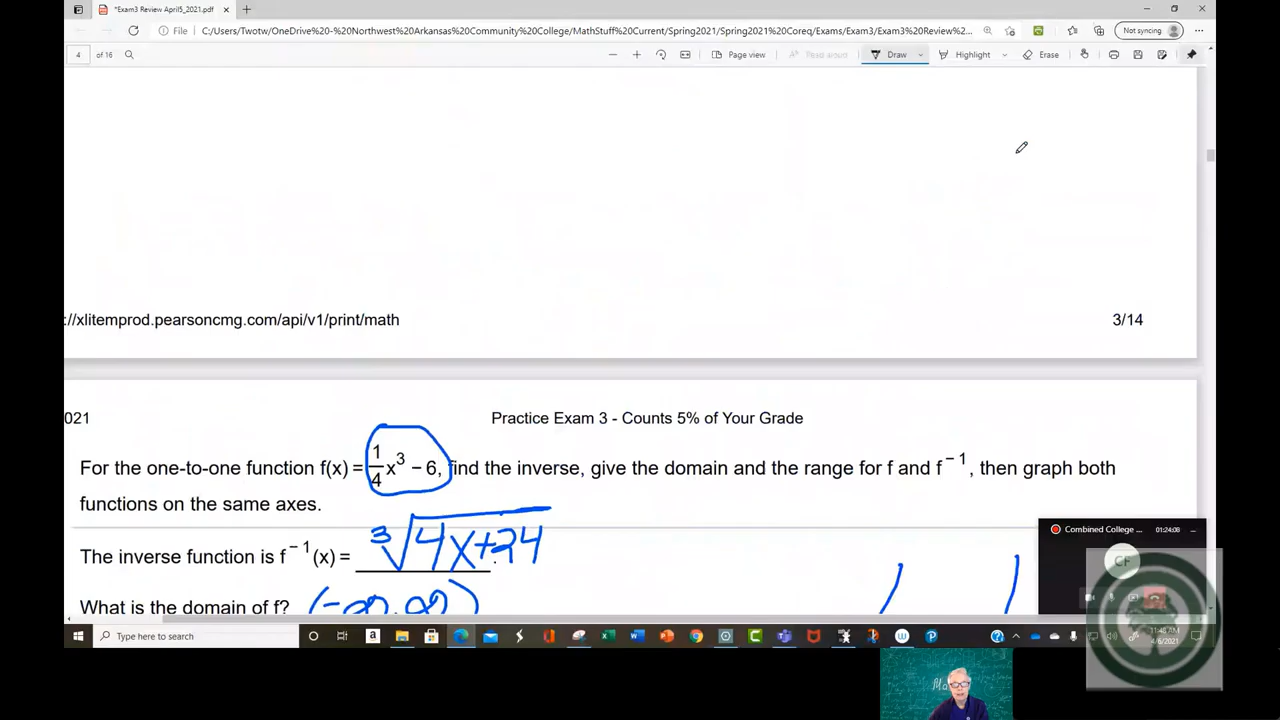 *Exam3 Review April5_2021.pdf
File C:/Users/Twotw/OneDrive%20-%20Northwest%20Arkansas%20Community%20College/MathStuff%20Current/Spring2021/Spring2021%20Coreq/Exams/Exam3/Exam3%20Review%... Not syncing
4 of 16 Page view Read aloud Draw Highlight Erase
://xlitemprod.pearsoncmg.com/api/v1/print/math 3/14
021 Practice Exam 3 - Counts 5% of Your Grade
For the one-to-one function f(x) = 1/4 x³ − 6, find the inverse, give the domain and the range for f and f⁻¹, then graph both
functions on the same axes.
The inverse function is f⁻¹(x) = ∛4x+24 .
What is the domain of f? (-∞, ∞)
Combined College ... 01:24:08
CF
Type here to search
4/6/2021